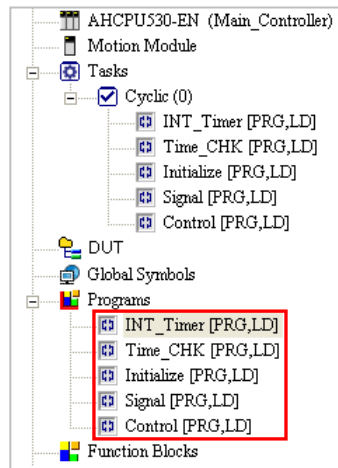 AHCPU530-EN (Main_Controller)
Motion Module
Tasks
Cyclic (0)
INT_Timer [PRG,LD]
Time_CHK [PRG,LD]
Initialize [PRG,LD]
Signal [PRG,LD]
Control [PRG,LD]
DUT
Global Symbols
Programs
INT_Timer [PRG,LD]
Time_CHK [PRG,LD]
Initialize [PRG,LD]
Signal [PRG,LD]
Control [PRG,LD]
Function Blocks